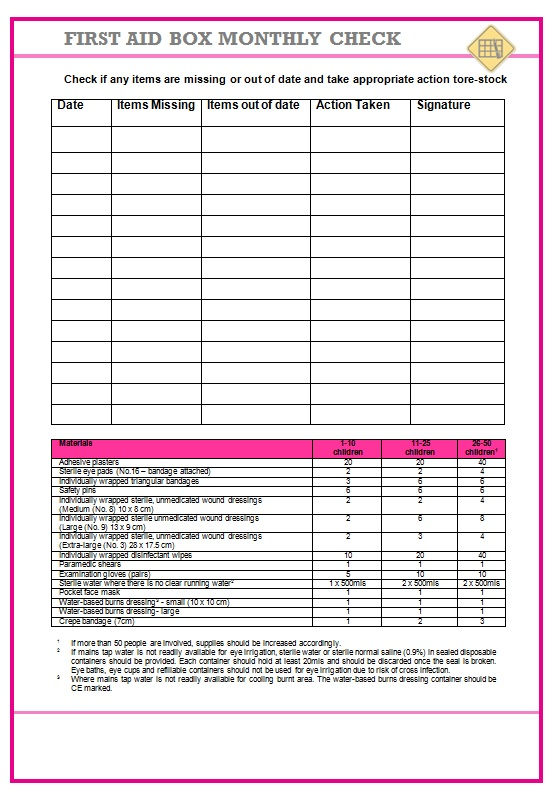 FIRST AID BOX MONTHLY CHECK
Check if any items are missing or out of date and take appropriate action tore-stock
Date Items Missing Items out of date Action Taken Signature
Materials 1-10 children 11-25 children 26-50 children¹
Adhesive plasters 20 20 40
Sterile eye pads (No.16 – bandage attached) 2 2 4
Individually wrapped triangular bandages 3 6 6
Safety pins 6 6 6
Individually wrapped sterile, unmedicated wound dressings
(Medium (No. 8) 10 x 8 cm) 2 2 4
Individually wrapped sterile unmedicated wound dressings
(Large (No. 9) 13 x 9 cm) 2 6 8
Individually wrapped sterile, unmedicated wound dressings
(Extra-large (No. 3) 28 x 17.5 cm) 2 3 4
Individually wrapped disinfectant wipes 10 20 40
Paramedic shears 1 1 1
Examination gloves (pairs) 5 10 10
Sterile water where there is no clear running water² 1 x 500mls 2 x 500mls 2 x 500mls
Pocket face mask 1 1 1
Water-based burns dressing³ - small (10 x 10 cm) 1 1 1
Water-based burns dressing- large 1 1 1
Crepe bandage (7cm) 1 2 3
¹ If more than 50 people are involved, supplies should be increased accordingly.
² If mains tap water is not readily available for eye irrigation, sterile water or sterile normal saline (0.9%) in sealed disposable
containers should be provided. Each container should hold at least 20mls and should be discarded once the seal is broken.
Eye baths, eye cups and refillable containers should not be used for eye irrigation due to risk of cross infection.
³ Where mains tap water is not readily available for cooling burnt area. The water-based burns dressing container should be
CE marked.